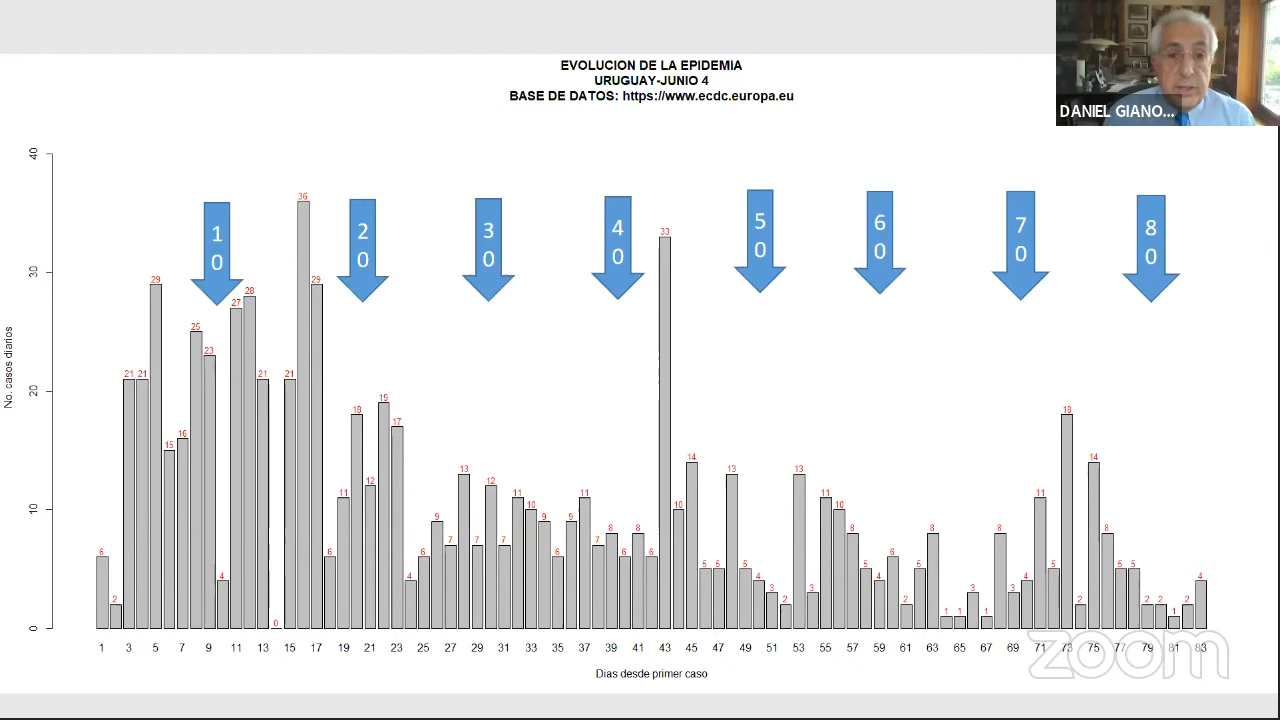 EVOLUCION DE LA EPIDEMIA
URUGUAY-JUNIO 4
BASE DE DATOS: https://www.ecdc.europa.eu
DANIEL GIANO...
No. casos diarios
40
30
20
10
0
10
20
30
40
50
60
70
80
6 2 21 21 29 15 16 25 23 4 27 28 21 0 21 36 29 6 11 18 12 19 17 4 6 9 7 13 7 12 7 11 10 9 6 9 11 7 8 6 8 6 33 10 14 5 5 13 5 4 3 2 13 3 11 10 8 5 4 6 2 5 8 1 1 3 1 8 3 4 11 5 18 2 14 8 5 5 2 2 1 2 4
1 3 5 7 9 11 13 15 17 19 21 23 25 27 29 31 33 35 37 39 41 43 45 47 49 51 53 55 57 59 61 63 65 67 69 71 73 75 77 79 81 83
Dias desde primer caso
zoom